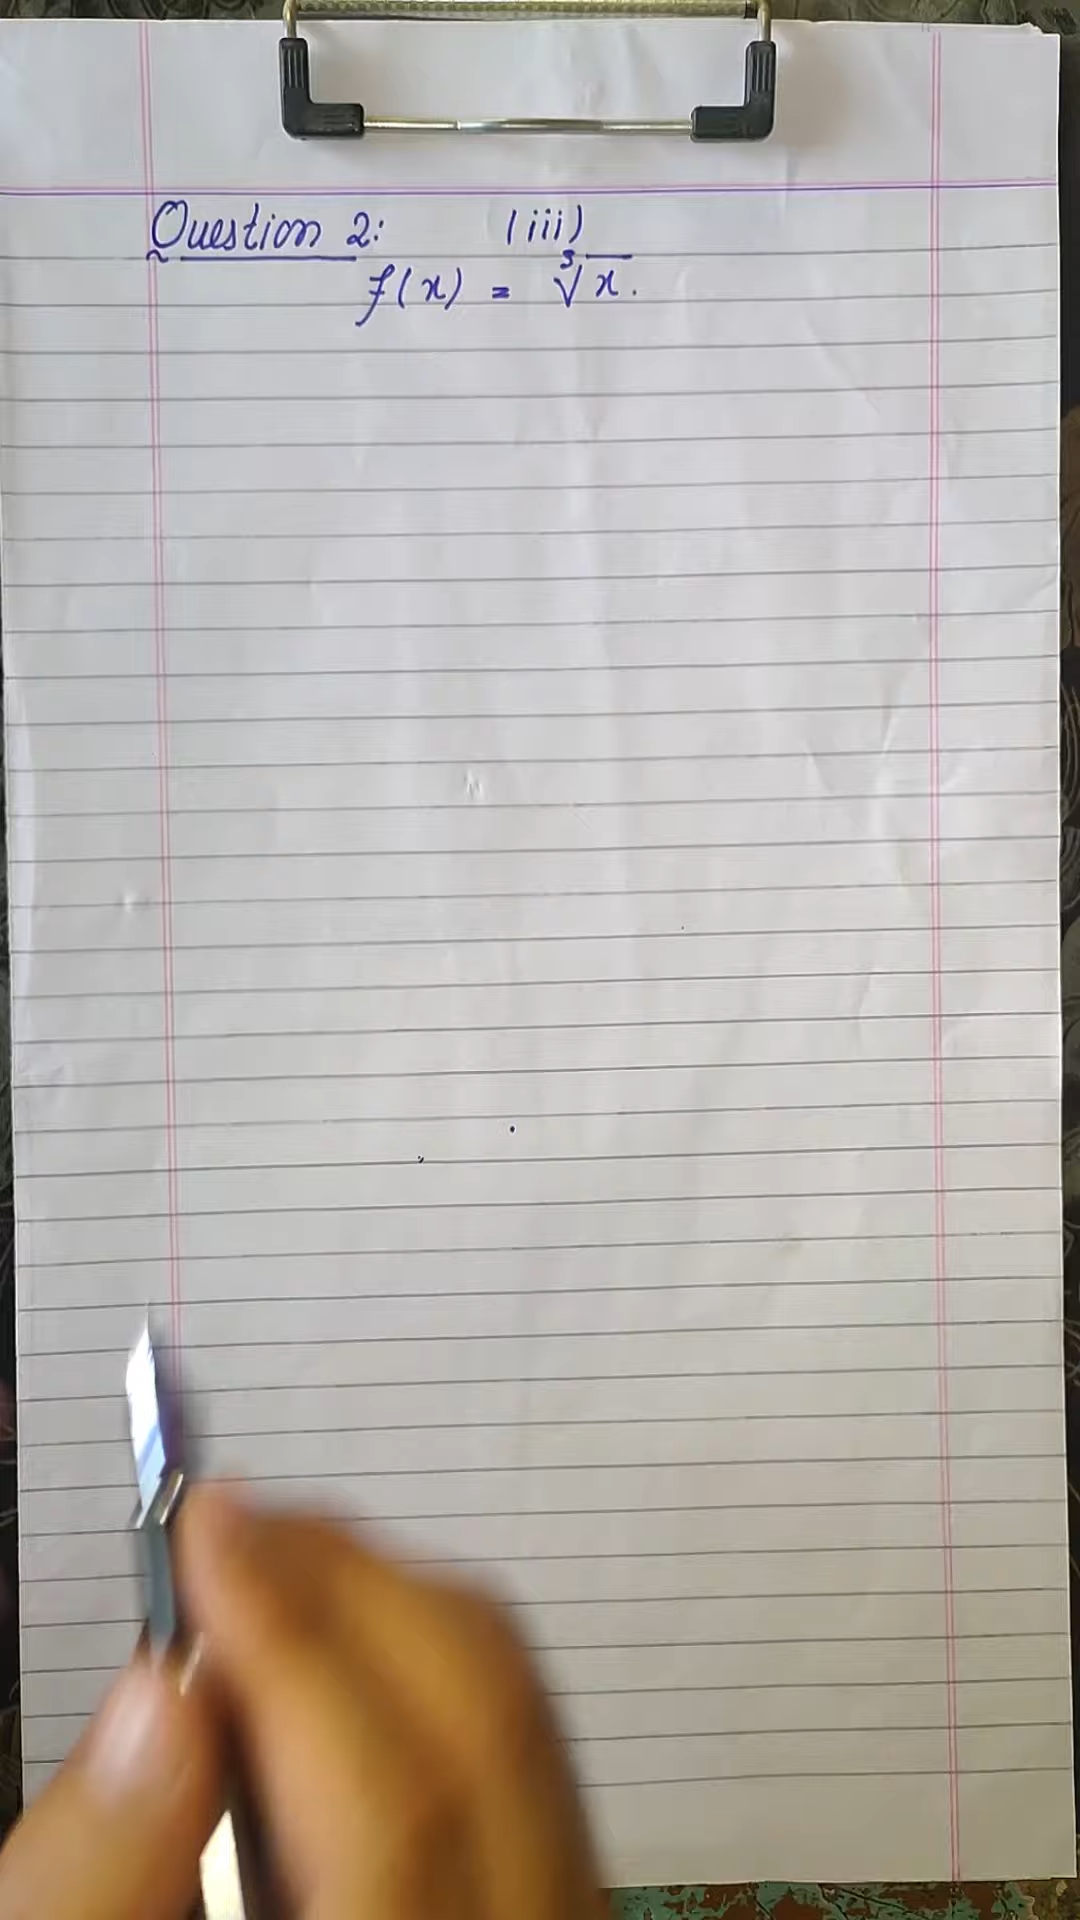 Question 2: (iii)
f(x) = ∛x.